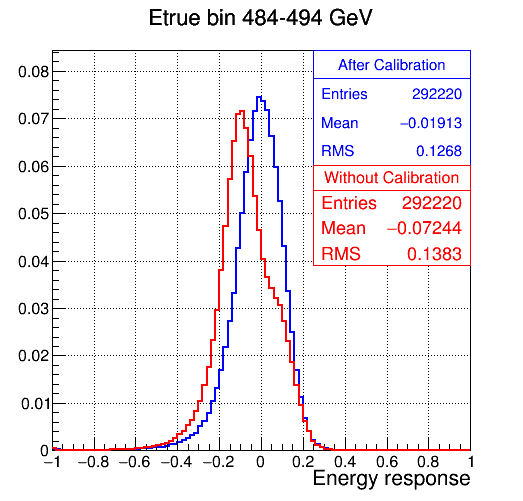 Etrue bin 484-494 GeV
After Calibration
Entries 292220
Mean −0.01913
RMS 0.1268
Without Calibration
Entries 292220
Mean −0.07244
RMS 0.1383
0.08
0.07
0.06
0.05
0.04
0.03
0.02
0.01
0
−1 −0.8 −0.6 −0.4 −0.2 0 0.2 0.4 0.6 0.8 1
Energy response